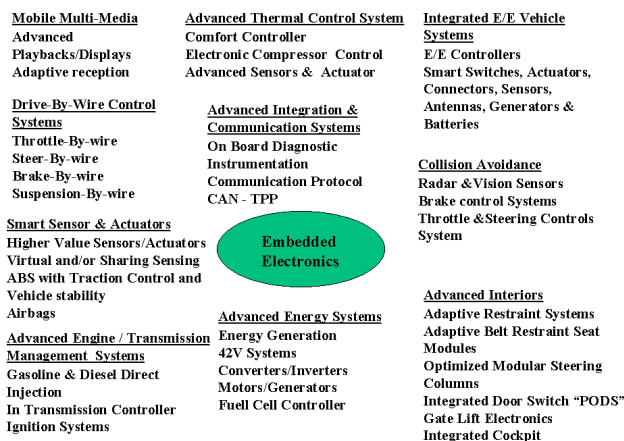 Mobile Multi-Media
Advanced
Playbacks/Displays
Adaptive reception
Advanced Thermal Control System
Comfort Controller
Electronic Compressor Control
Advanced Sensors & Actuator
Integrated E/E Vehicle
Systems
E/E Controllers
Smart Switches, Actuators,
Connectors, Sensors,
Antennas, Generators &
Batteries
Drive-By-Wire Control
Systems
Throttle-By-wire
Steer-By-wire
Brake-By-wire
Suspension-By-wire
Advanced Integration &
Communication Systems
On Board Diagnostic
Instrumentation
Communication Protocol
CAN - TPP
Collision Avoidance
Radar &Vision Sensors
Brake control Systems
Throttle &Steering Controls
System
Smart Sensor & Actuators
Higher Value Sensors/Actuators
Virtual and/or Sharing Sensing
ABS with Traction Control and
Vehicle stability
Airbags
Embedded
Electronics
Advanced Engine / Transmission
Management Systems
Gasoline & Diesel Direct
Injection
In Transmission Controller
Ignition Systems
Advanced Energy Systems
Energy Generation
42V Systems
Converters/Inverters
Motors/Generators
Fuell Cell Controller
Advanced Interiors
Adaptive Restraint Systems
Adaptive Belt Restraint Seat
Modules
Optimized Modular Steering
Columns
Integrated Door Switch “PODS”
Gate Lift Electronics
Integrated Cockpit